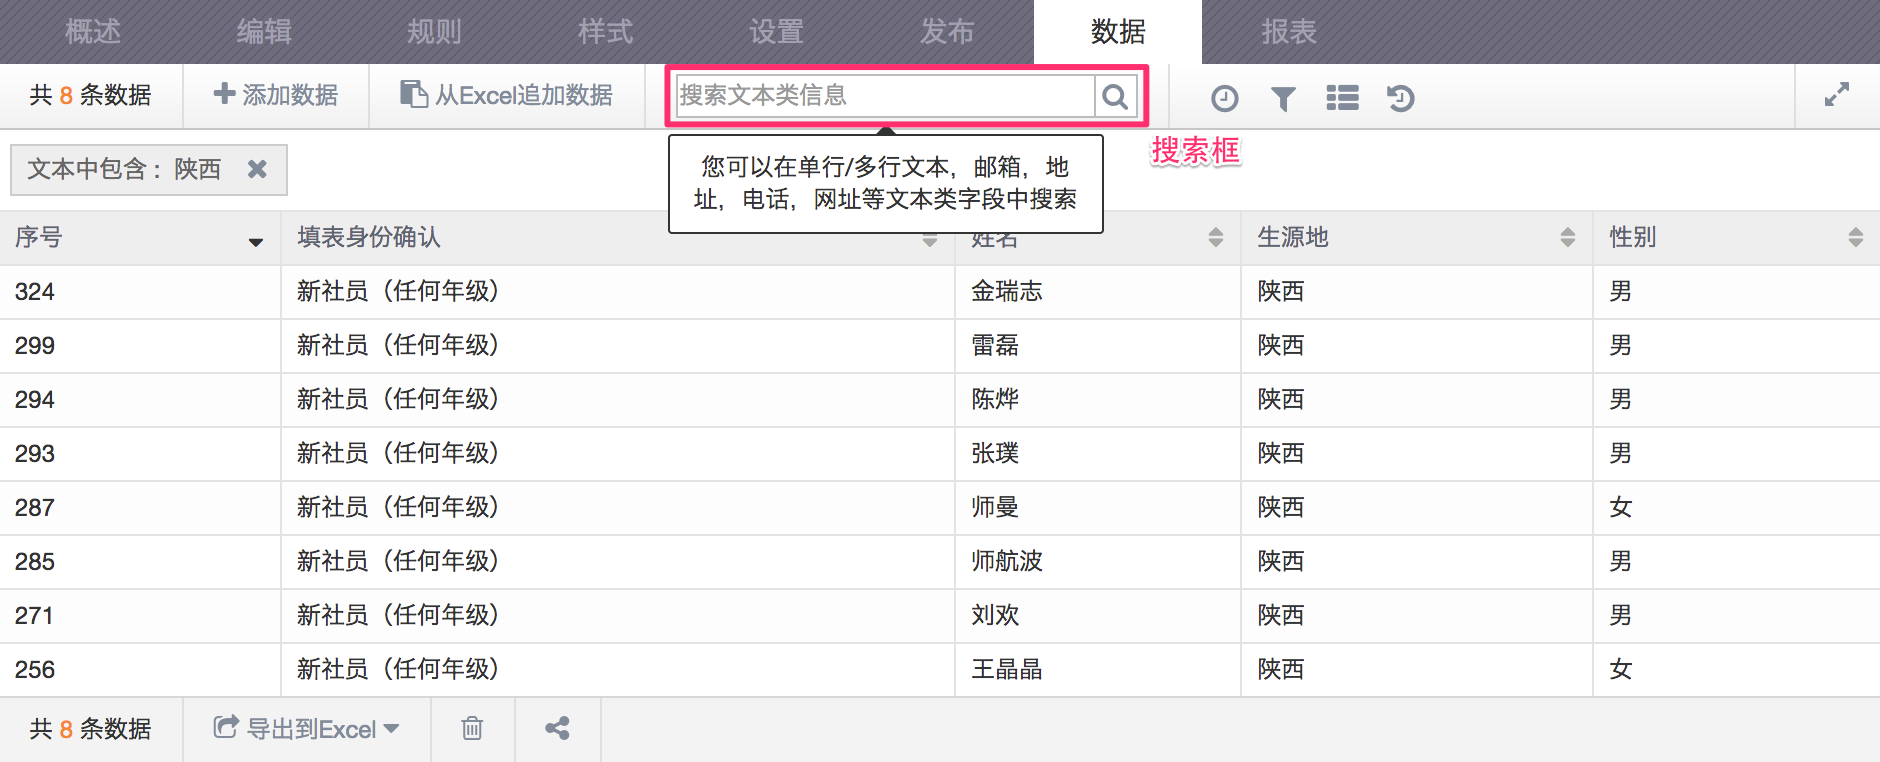 概述 编辑 规则 样式 设置 发布 数据 报表
共 8 条数据 添加数据 从Excel追加数据 搜索文本类信息
搜索框
文本中包含： 陕西
您可以在单行/多行文本，邮箱，地
址，电话，网址等文本类字段中搜索
序号 填表身份确认 姓名 生源地 性别
324 新社员（任何年级） 金瑞志 陕西 男
299 新社员（任何年级） 雷磊 陕西 男
294 新社员（任何年级） 陈烨 陕西 男
293 新社员（任何年级） 张璞 陕西 男
287 新社员（任何年级） 师曼 陕西 女
285 新社员（任何年级） 师航波 陕西 男
271 新社员（任何年级） 刘欢 陕西 男
256 新社员（任何年级） 王晶晶 陕西 女
共 8 条数据 导出到Excel